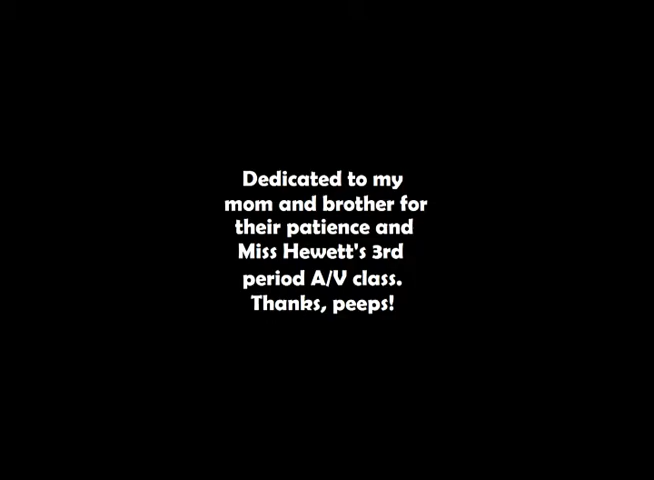 Dedicated to my
mom and brother for
their patience and
Miss Hewett's 3rd
period A/V class.
Thanks, peeps!